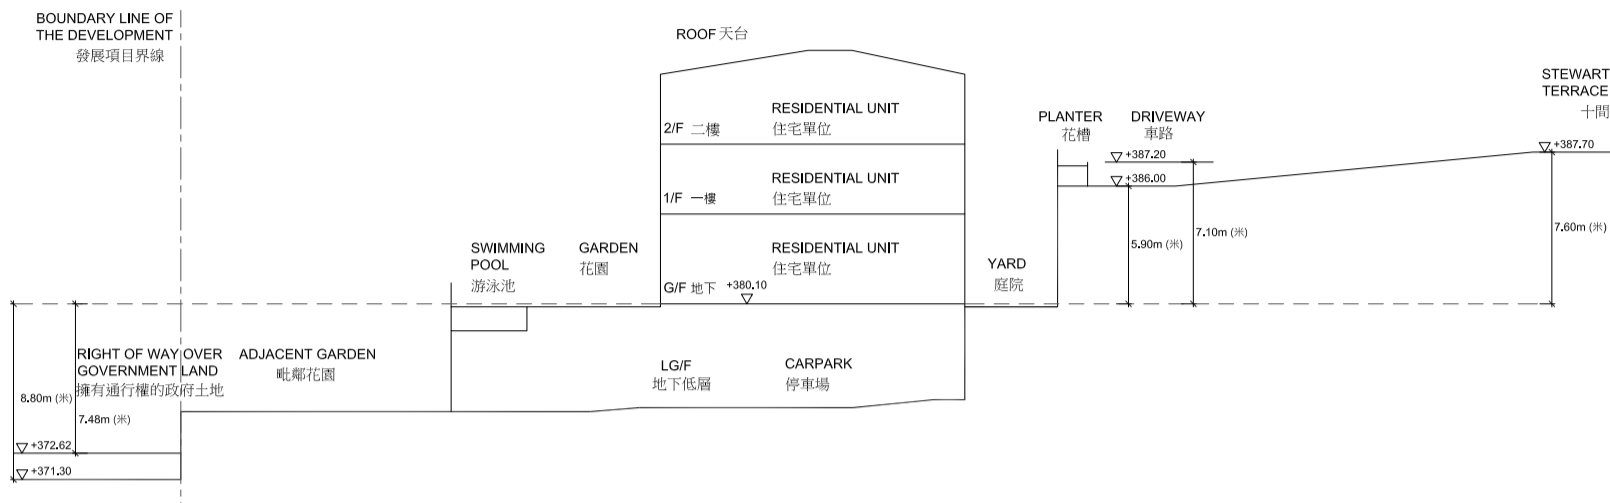 BOUNDARY LINE OF
THE DEVELOPMENT
發展項目界線
ROOF 天台
STEWART
TERRACE
十間
RESIDENTIAL UNIT
2/F 二樓 住宅單位
PLANTER
花槽
DRIVEWAY
車路
+387.70
+387.20
+386.00
RESIDENTIAL UNIT
1/F 一樓 住宅單位
5.90m (米)
7.10m (米)
7.60m (米)
SWIMMING
POOL
游泳池
GARDEN
花園
RESIDENTIAL UNIT
住宅單位
YARD
庭院
G/F 地下 +380.10
RIGHT OF WAY OVER
GOVERNMENT LAND
擁有通行權的政府土地
ADJACENT GARDEN
毗鄰花園
LG/F
地下低層
CARPARK
停車場
8.80m (米)
7.48m (米)
+372.62
+371.30